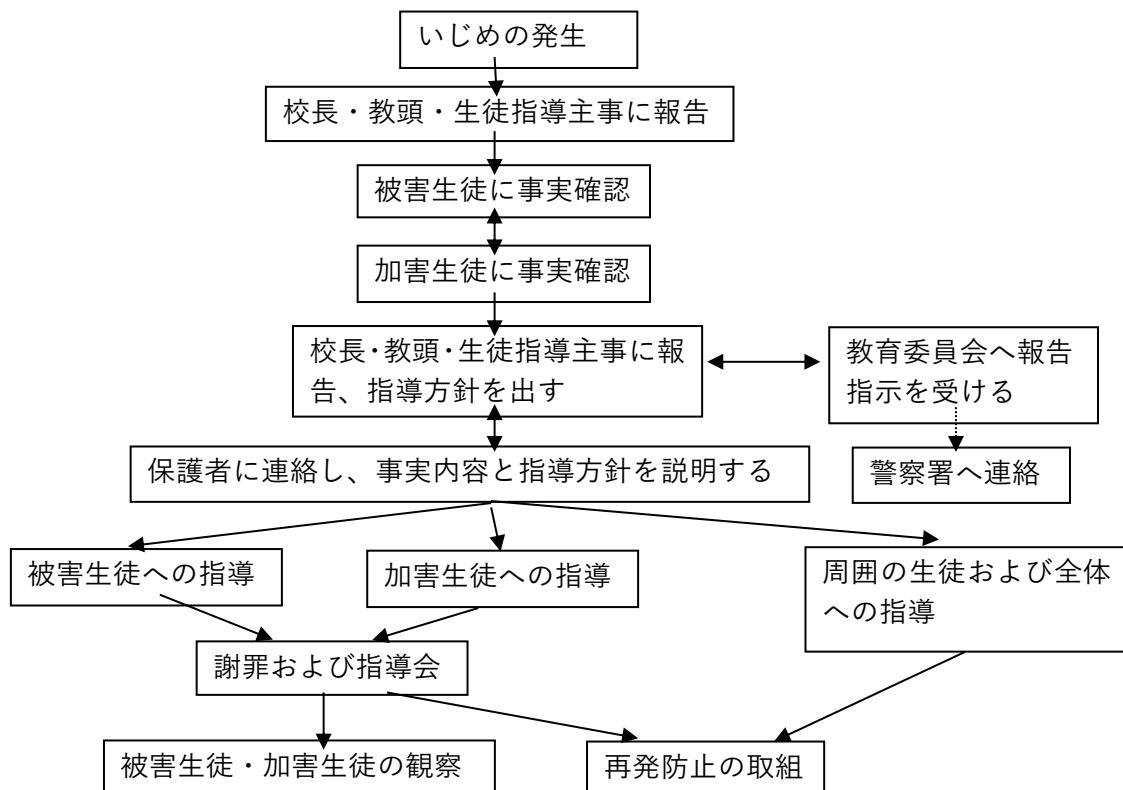 いじめの発生
校長・教頭・生徒指導主事に報告
被害生徒に事実確認
加害生徒に事実確認
校長・教頭・生徒指導主事に報
告、指導方針を出す
教育委員会へ報告
指示を受ける
保護者に連絡し、事実内容と指導方針を説明する
警察署へ連絡
被害生徒への指導
加害生徒への指導
周囲の生徒および全体
への指導
謝罪および指導会
被害生徒・加害生徒の観察
再発防止の取組